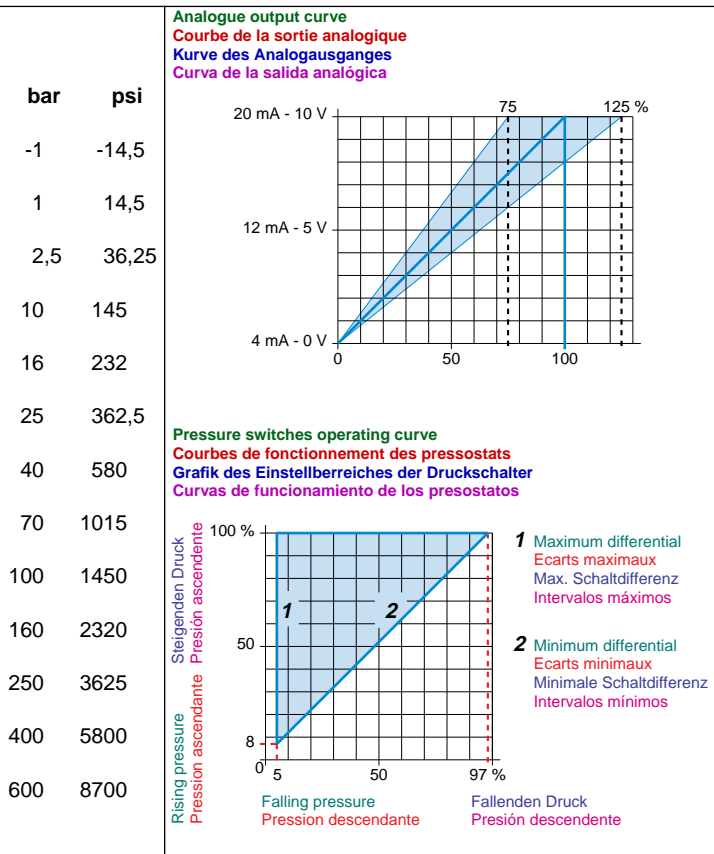 bar psi
-1 -14,5
1 14,5
2,5 36,25
10 145
16 232
25 362,5
40 580
70 1015
100 1450
160 2320
250 3625
400 5800
600 8700
Analogue output curve
Courbe de la sortie analogique
Kurve des Analogausganges
Curva de la salida analógica
75 125 %
20 mA - 10 V
12 mA - 5 V
4 mA - 0 V
0 50 100
Pressure switches operating curve
Courbes de fonctionnement des pressostats
Grafik des Einstellberreiches der Druckschalter
Curvas de funcionamiento de los presostatos
Steigenden Druck
Presión ascendente
Rising pressure
Pression ascendante
100 %
50
8
0
1 2
5 50 97 %
Falling pressure
Pression descendante
Fallenden Druck
Presión descendente
1 Maximum differential
Ecarts maximaux
Max. Schaltdifferenz
Intervalos máximos
2 Minimum differential
Ecarts minimaux
Minimale Schaltdifferenz
Intervalos mínimos